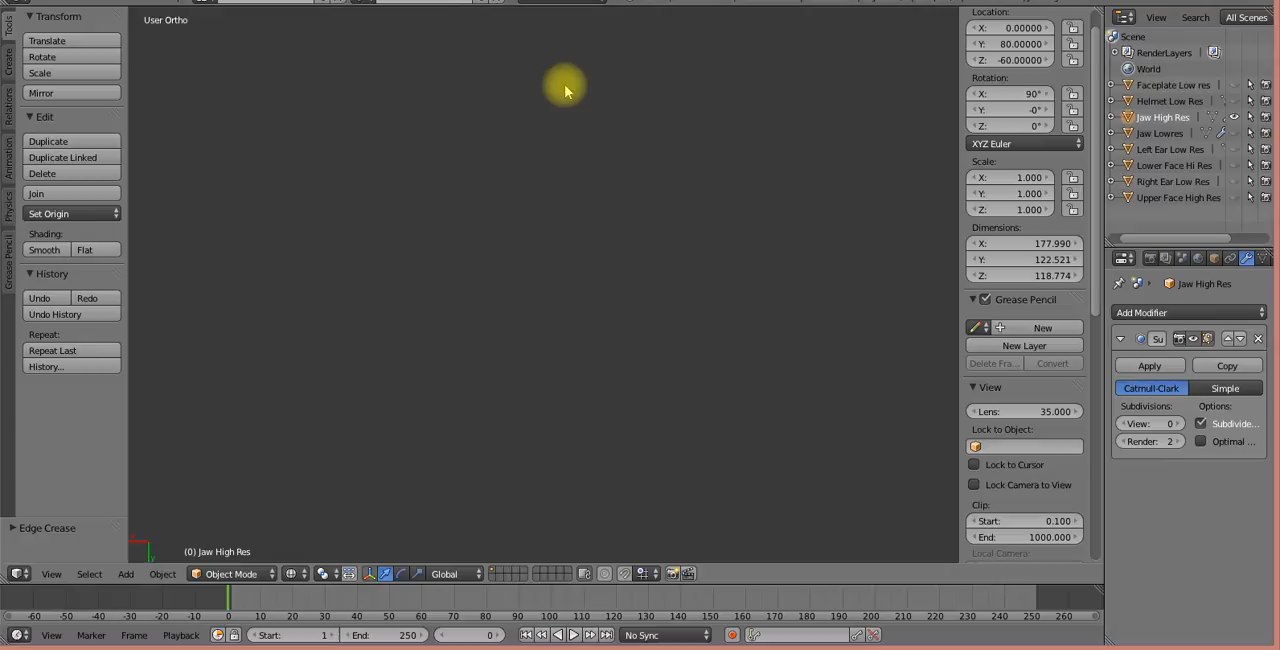 Transform
Translate
Rotate
Scale
Mirror
Edit
Duplicate
Duplicate Linked
Delete
Join
Set Origin
Shading:
Smooth Flat
History
Undo Redo
Undo History
Repeat:
Repeat Last
History...
Edge Crease
Tools
Create
Relations
Animation
Physics
Grease Pencil
User Ortho
(0) Jaw High Res
Location:
X: 0.00000
Y: 80.00000
Z: -60.00000
Rotation:
X: 90°
Y: -0°
Z: 0°
XYZ Euler
Scale:
X: 1.000
Y: 1.000
Z: 1.000
Dimensions:
X: 177.990
Y: 122.521
Z: 118.774
Grease Pencil
New
New Layer
Delete Fra... Convert
View
Lens: 35.000
Lock to Object:
Lock to Cursor
Lock Camera to View
Clip:
Start: 0.100
End: 1000.000
Local Camera:
View Search All Scenes
Scene
RenderLayers
World
Faceplate Low res
Helmet Low Res
Jaw High Res
Jaw Lowres
Left Ear Low Res
Lower Face Hi Res
Right Ear Low Res
Upper Face High Res
Jaw High Res
Add Modifier
Su
Apply Copy
Catmull-Clark Simple
Subdivisions: Options:
View: 0 Subdivide...
Render: 2 Optimal ...
View Select Add Object Object Mode Global
-60 -50 -40 -30 -20 -10 0 10 20 30 40 50 60 70 80 90 100 110 120 130 140 150 160 170 180 190 200 210 220 230 240 250 260
View Marker Frame Playback Start: 1 End: 250 0 No Sync